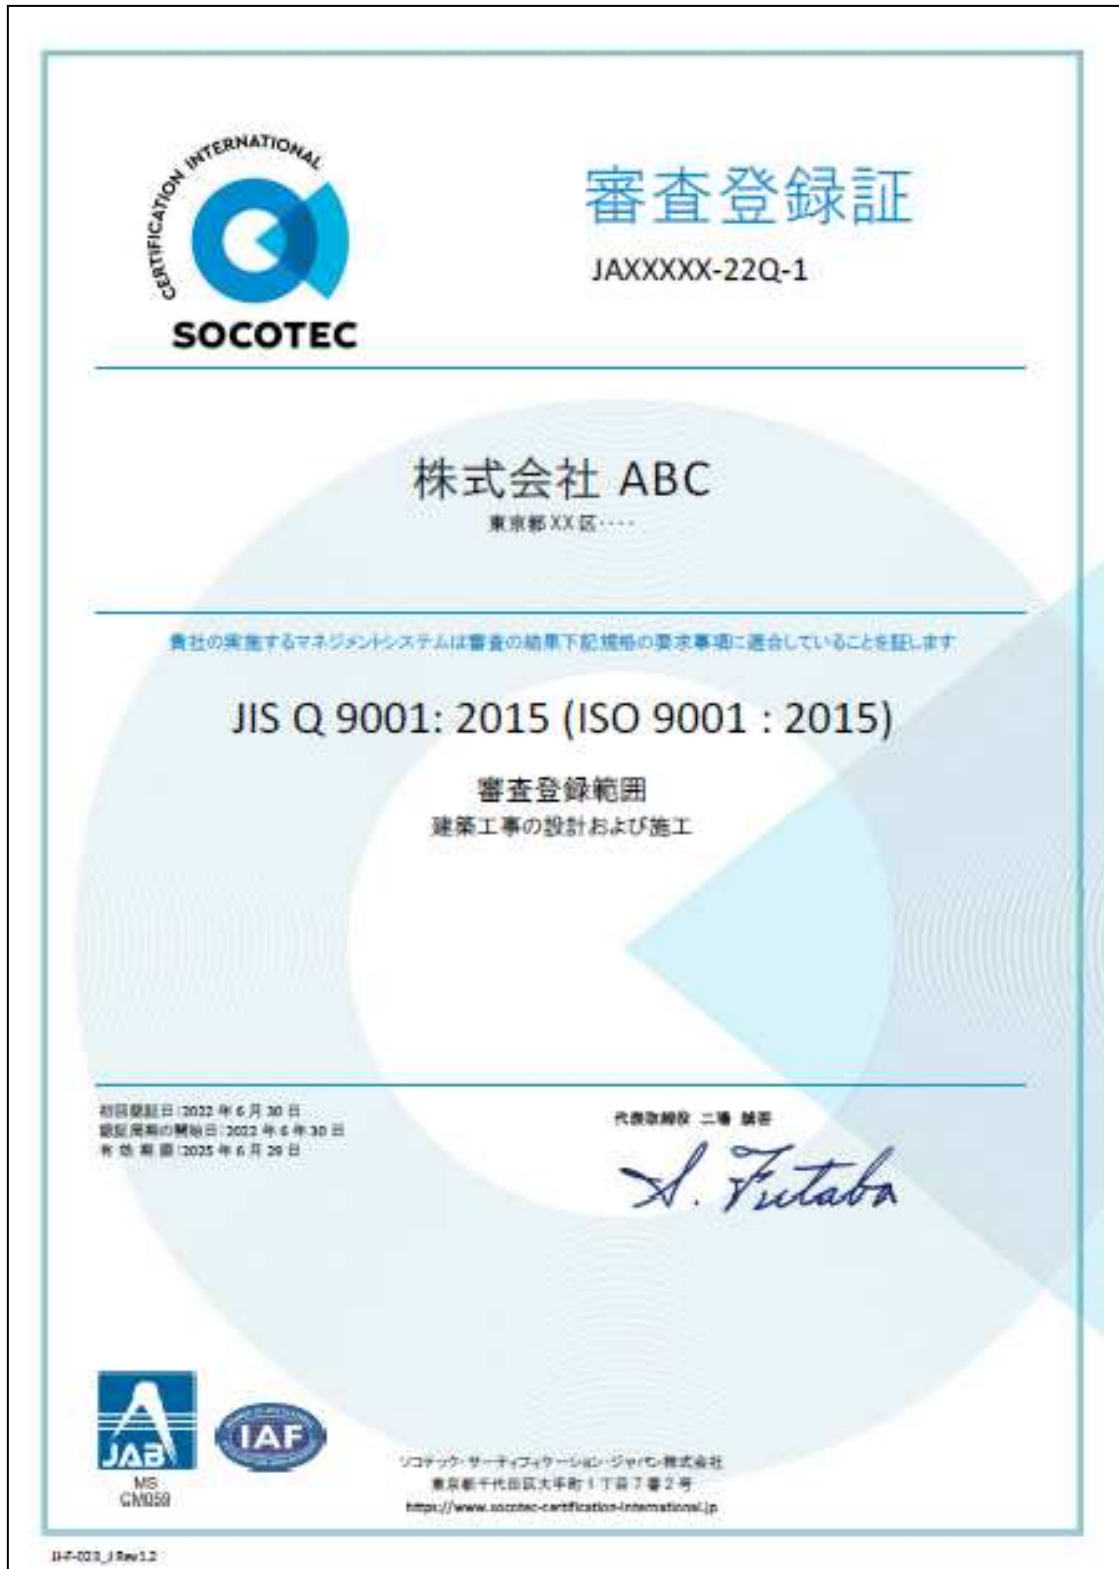 CERTIFICATION INTERNATIONAL
SOCOTEC
審査登録証
JAXXXXX-22Q-1
株式会社 ABC
東京都XX区････
貴社の実施するマネジメントシステムは審査の結果下記規格の要求事項に適合していることを証します
JIS Q 9001: 2015 (ISO 9001 : 2015)
審査登録範囲
建築工事の設計および施工
初回認証日:2022 年 6 月 30 日
認証周期の開始日:2022 年 6 年 30 日
有 効 期 限:2025 年 6 月 29 日
代表取締役 二場
S. Futaba
JAB
MS
CM059
IAF
ソコテック･サーティフィケーション･ジャパン株式会社
東京都千代田区大手町１丁目７番２号
https://www.socotec-certification-international.jp
Rev1.2